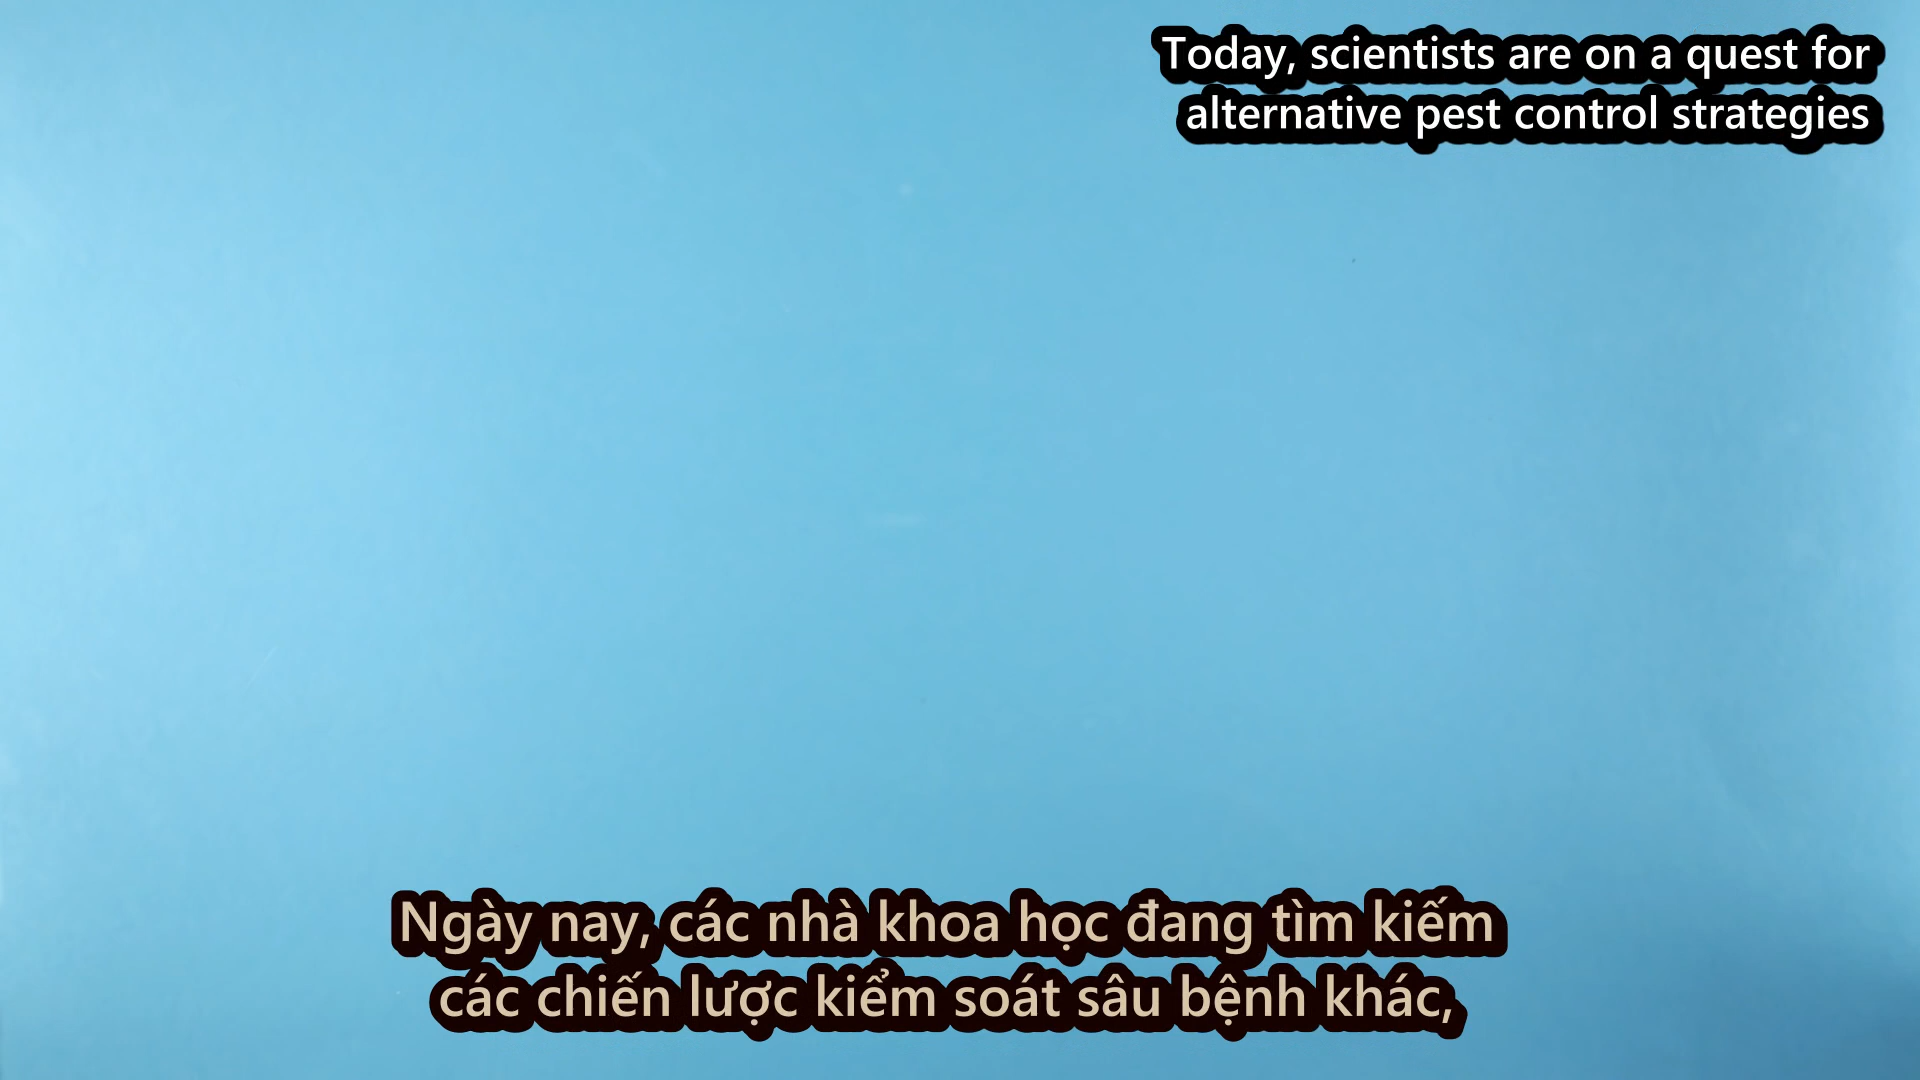 Today, scientists are on a quest for
alternative pest control strategies
Ngày nay, các nhà khoa học đang tìm kiếm
các chiến lược kiểm soát sâu bệnh khác,